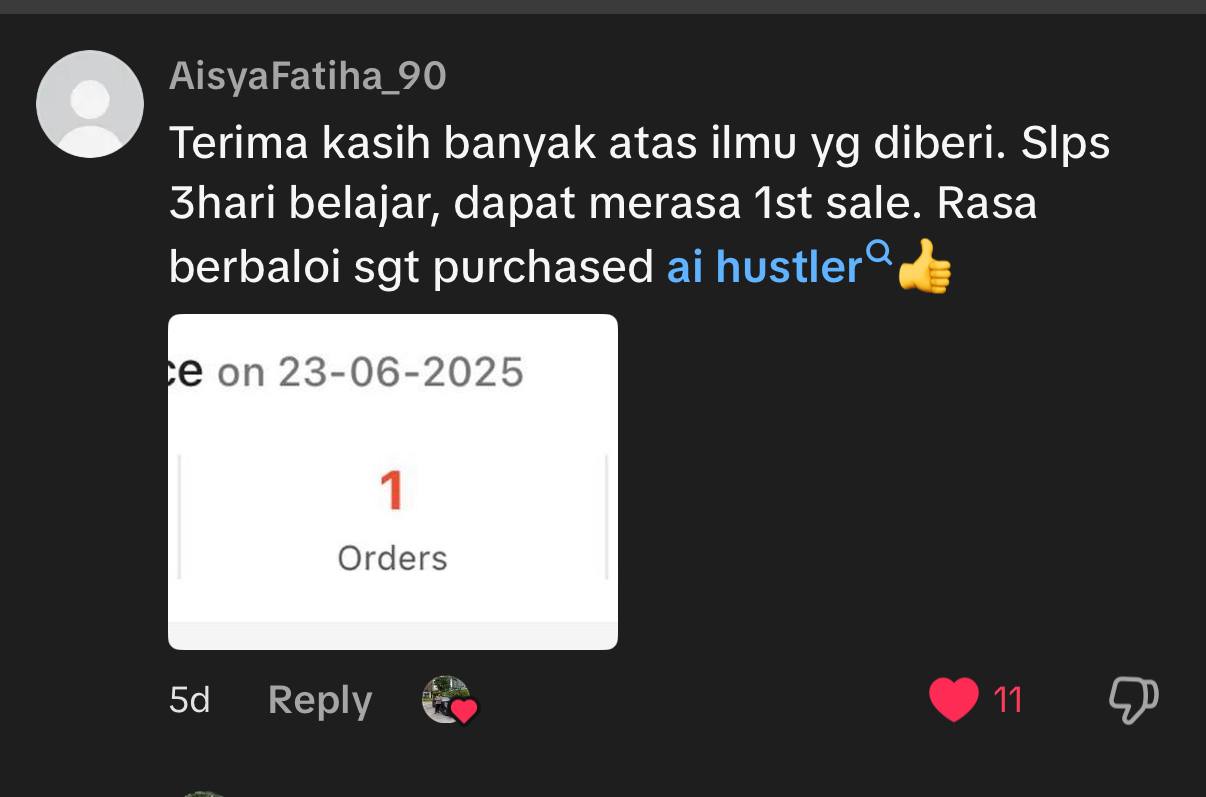 AisyaFatiha_90
Terima kasih banyak atas ilmu yg diberi. Slps
3hari belajar, dapat merasa 1st sale. Rasa
berbaloi sgt purchased ai hustler👍
ce on 23-06-2025
1
Orders
5d Reply 11